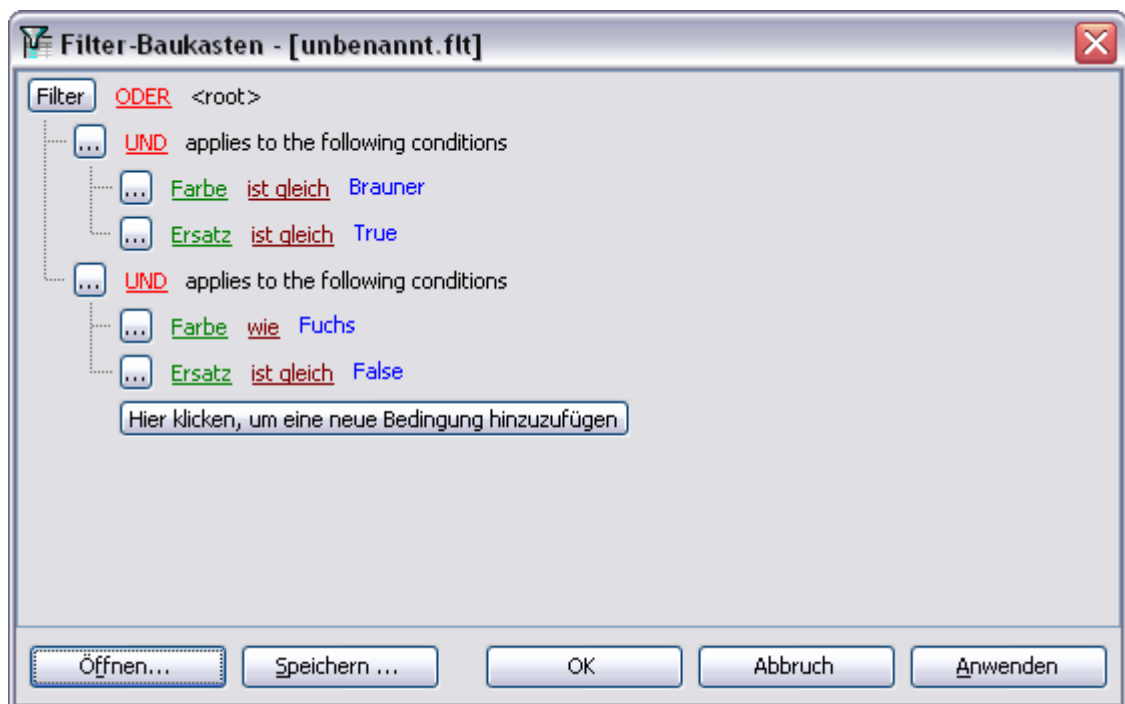 Filter-Baukasten - [unbenannt.flt]
Filter ODER <root>
... UND applies to the following conditions
... Farbe ist gleich Brauner
... Ersatz ist gleich True
... UND applies to the following conditions
... Farbe wie Fuchs
... Ersatz ist gleich False
Hier klicken, um eine neue Bedingung hinzuzufügen
Öffnen... Speichern ... OK Abbruch Anwenden